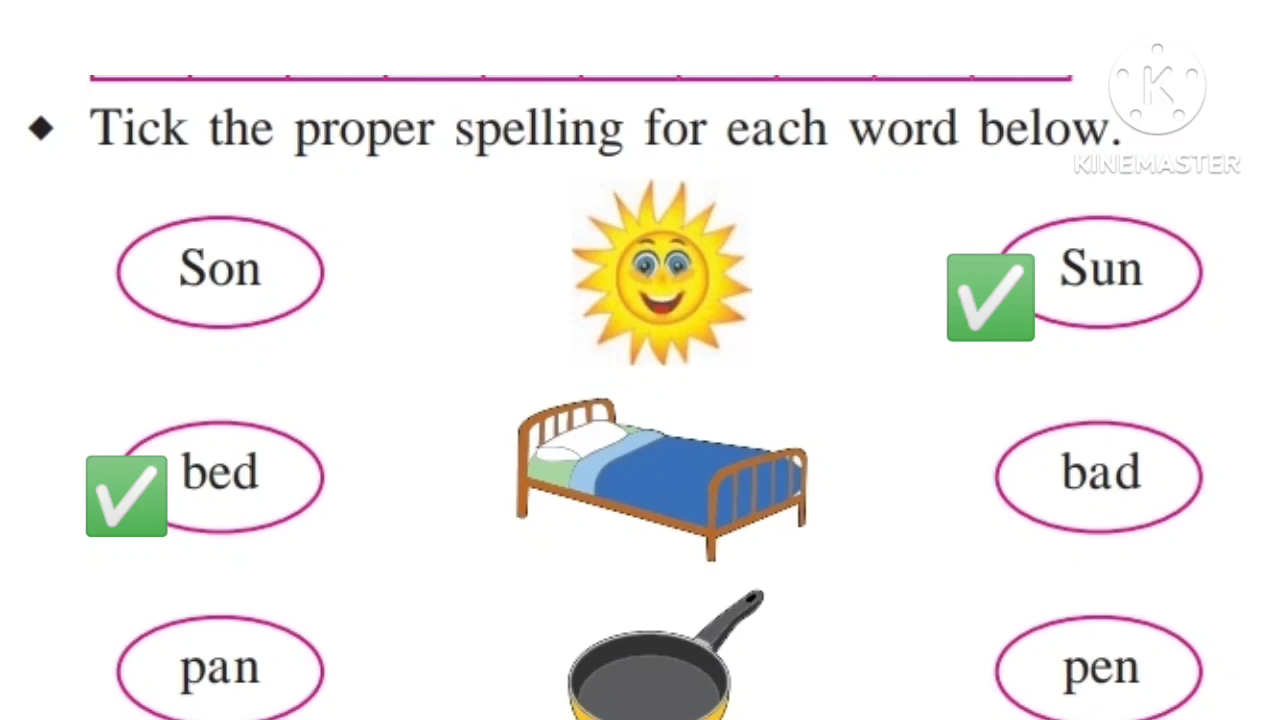 ◆ Tick the proper spelling for each word below.
K
KINEMASTER
Son Sun
bed bad
pan pen